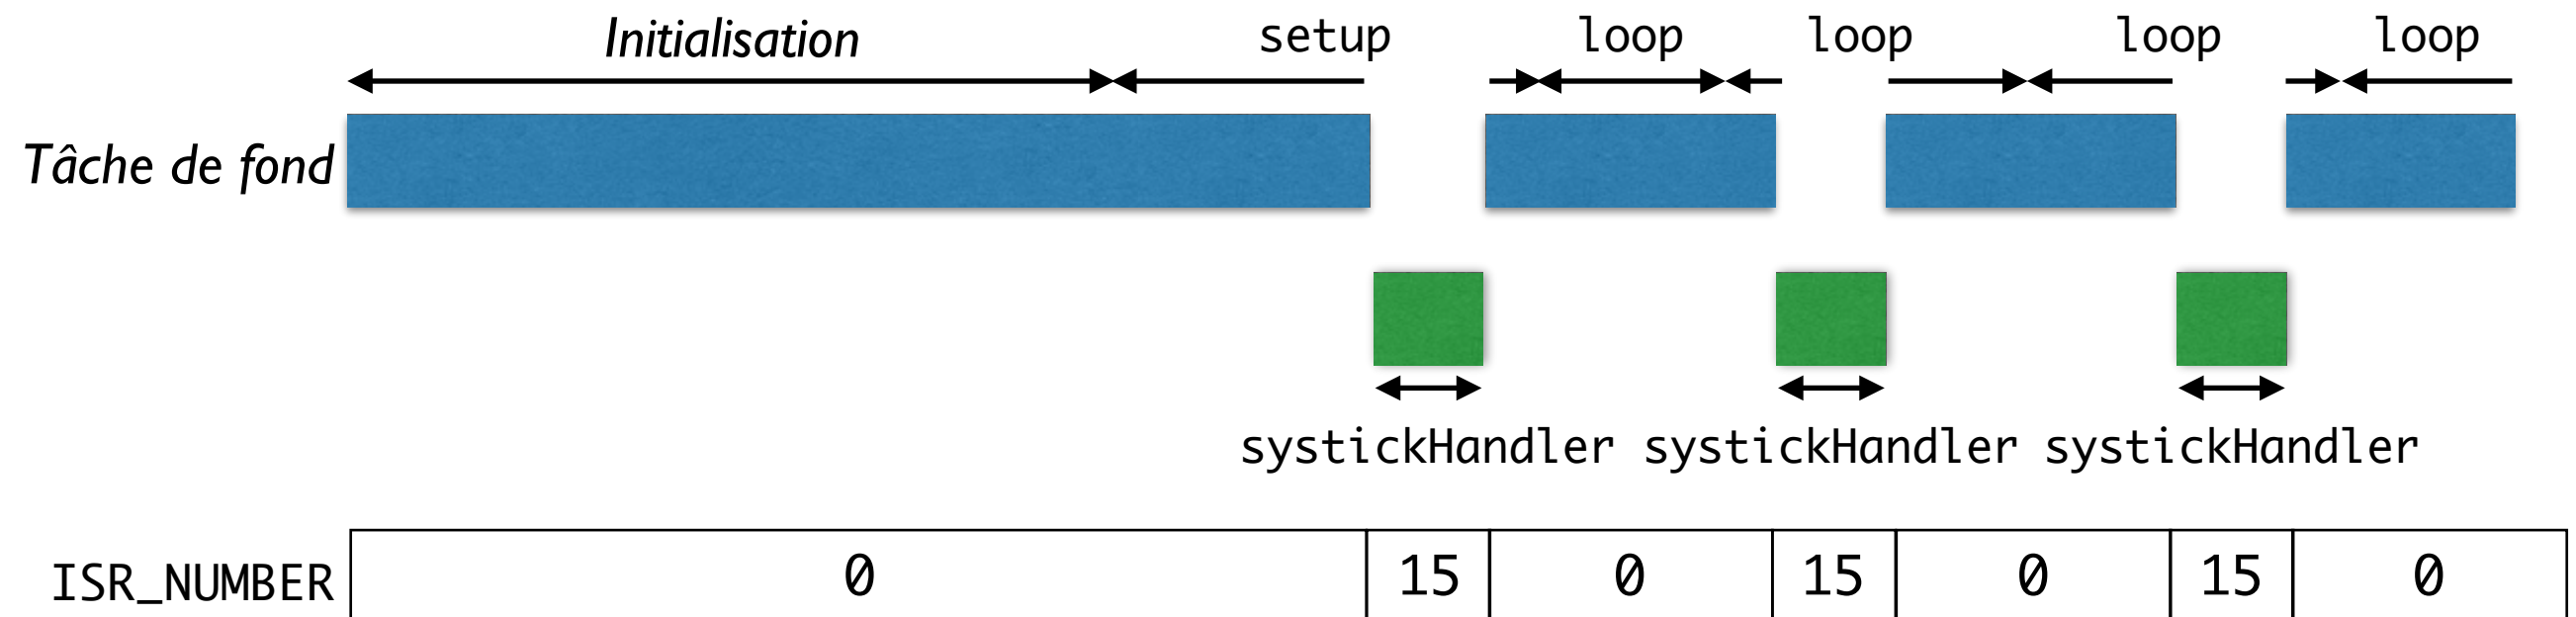 Initialisation setup loop loop loop loop
Tâche de fond
systickHandler systickHandler systickHandler
ISR_NUMBER 0 15 0 15 0 15 0